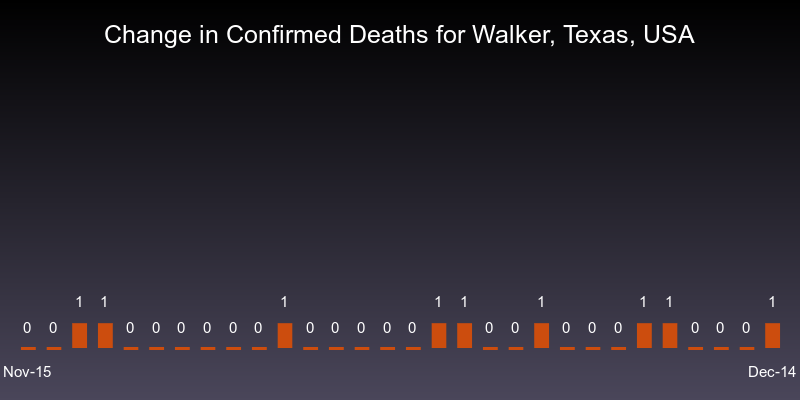 Change in Confirmed Deaths for Walker, Texas, USA
0 0 1 1 0 0 0 0 0 0 1 0 0 0 0 0 1 1 0 0 1 0 0 0 1 1 0 0 0 1
Nov-15 Dec-14